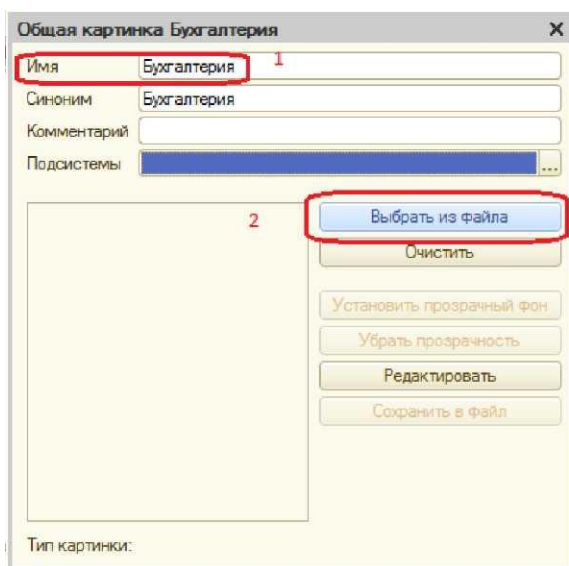 Общая картинка Бухгалтерия X
Имя Бухгалтерия 1
Синоним Бухгалтерия
Комментарий
Подсистемы ...
2 Выбрать из файла
Очистить
Установить прозрачный фон
Убрать прозрачность
Редактировать
Сохранить в файл
Тип картинки: